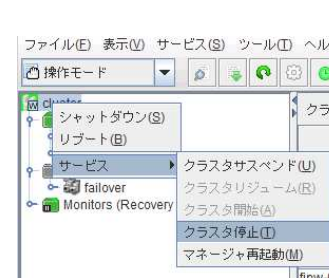 ファイル(F) 表示(V) サービス(S) ツール(T) ヘル
操作モード
cluster
クラ
シャットダウン(S)
リブート(B)
サービス
クラスタサスペンド(U)
クラスタリジューム(R)
クラスタ開始(A)
クラスタ停止(T)
マネージャ再起動(M)
failover
Monitors (Recovery